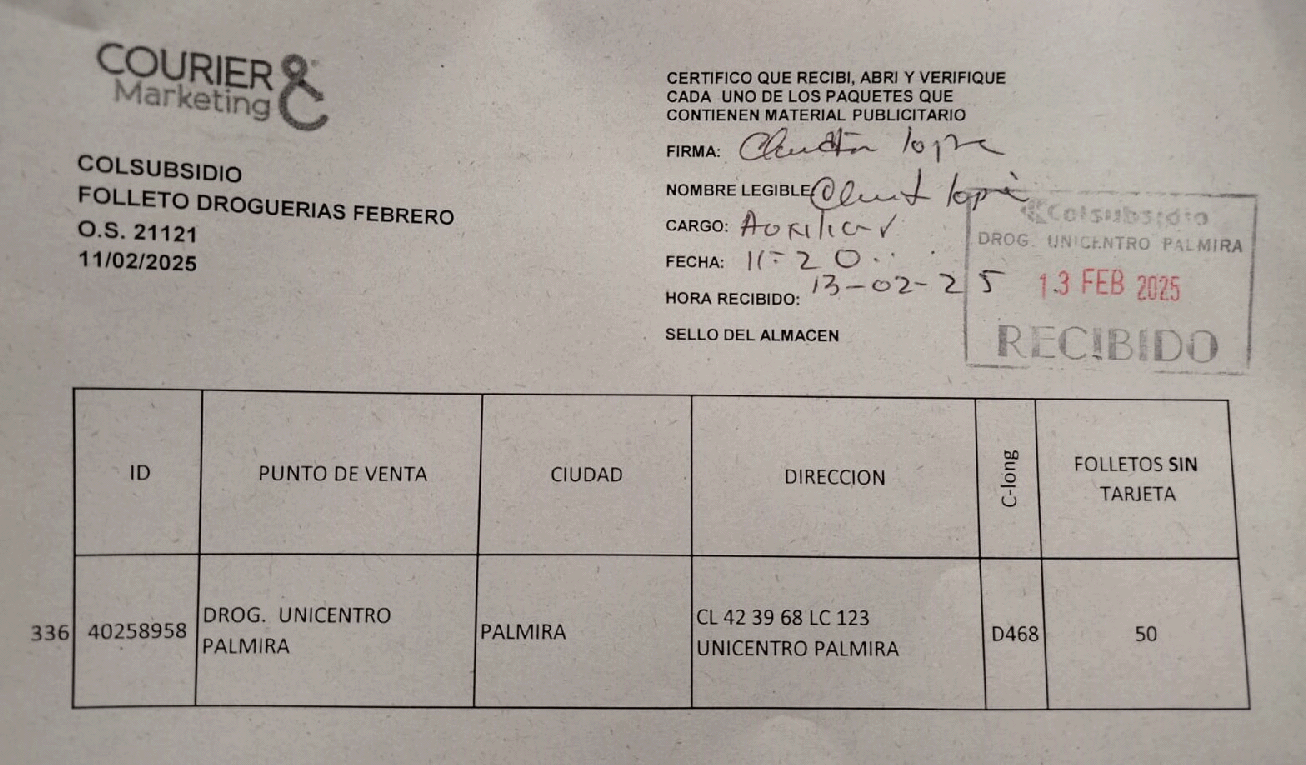 COURIER &
Marketing
COLSUBSIDIO
FOLLETO DROGUERIAS FEBRERO
O.S. 21121
11/02/2025
CERTIFICO QUE RECIBI, ABRI Y VERIFIQUE
CADA UNO DE LOS PAQUETES QUE
CONTIENEN MATERIAL PUBLICITARIO
FIRMA:
NOMBRE LEGIBLE
CARGO: Auxiliar
FECHA: 11:20
HORA RECIBIDO: 13-02-25
SELLO DEL ALMACEN
Colsubsidio
DROG. UNICENTRO PALMIRA
13 FEB 2025
RECIBIDO
ID PUNTO DE VENTA CIUDAD DIRECCION C-long FOLLETOS SIN
TARJETA
336 40258958 DROG. UNICENTRO
PALMIRA
PALMIRA
CL 42 39 68 LC 123
UNICENTRO PALMIRA
D468
50